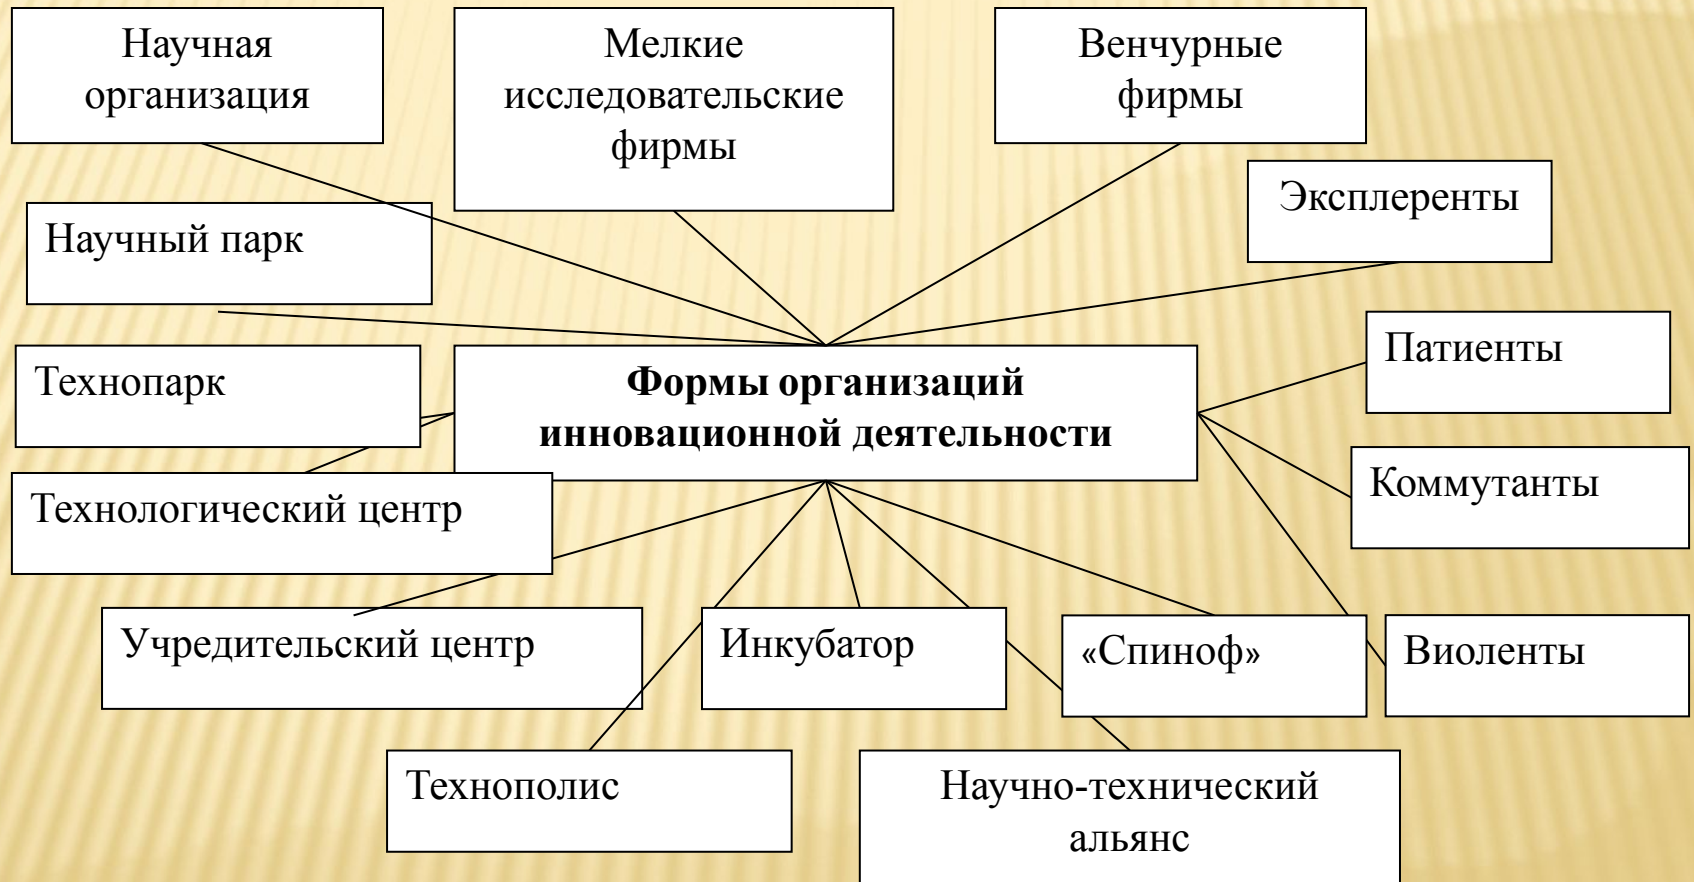 Научная
организация
Мелкие
исследовательские
фирмы
Венчурные
фирмы
Эксплеренты
Научный парк
Патиенты
Технопарк
Формы организаций
инновационной деятельности
Коммутанты
Технологический центр
Учредительский центр
Инкубатор
«Спиноф»
Виоленты
Технополис
Научно-технический
альянс